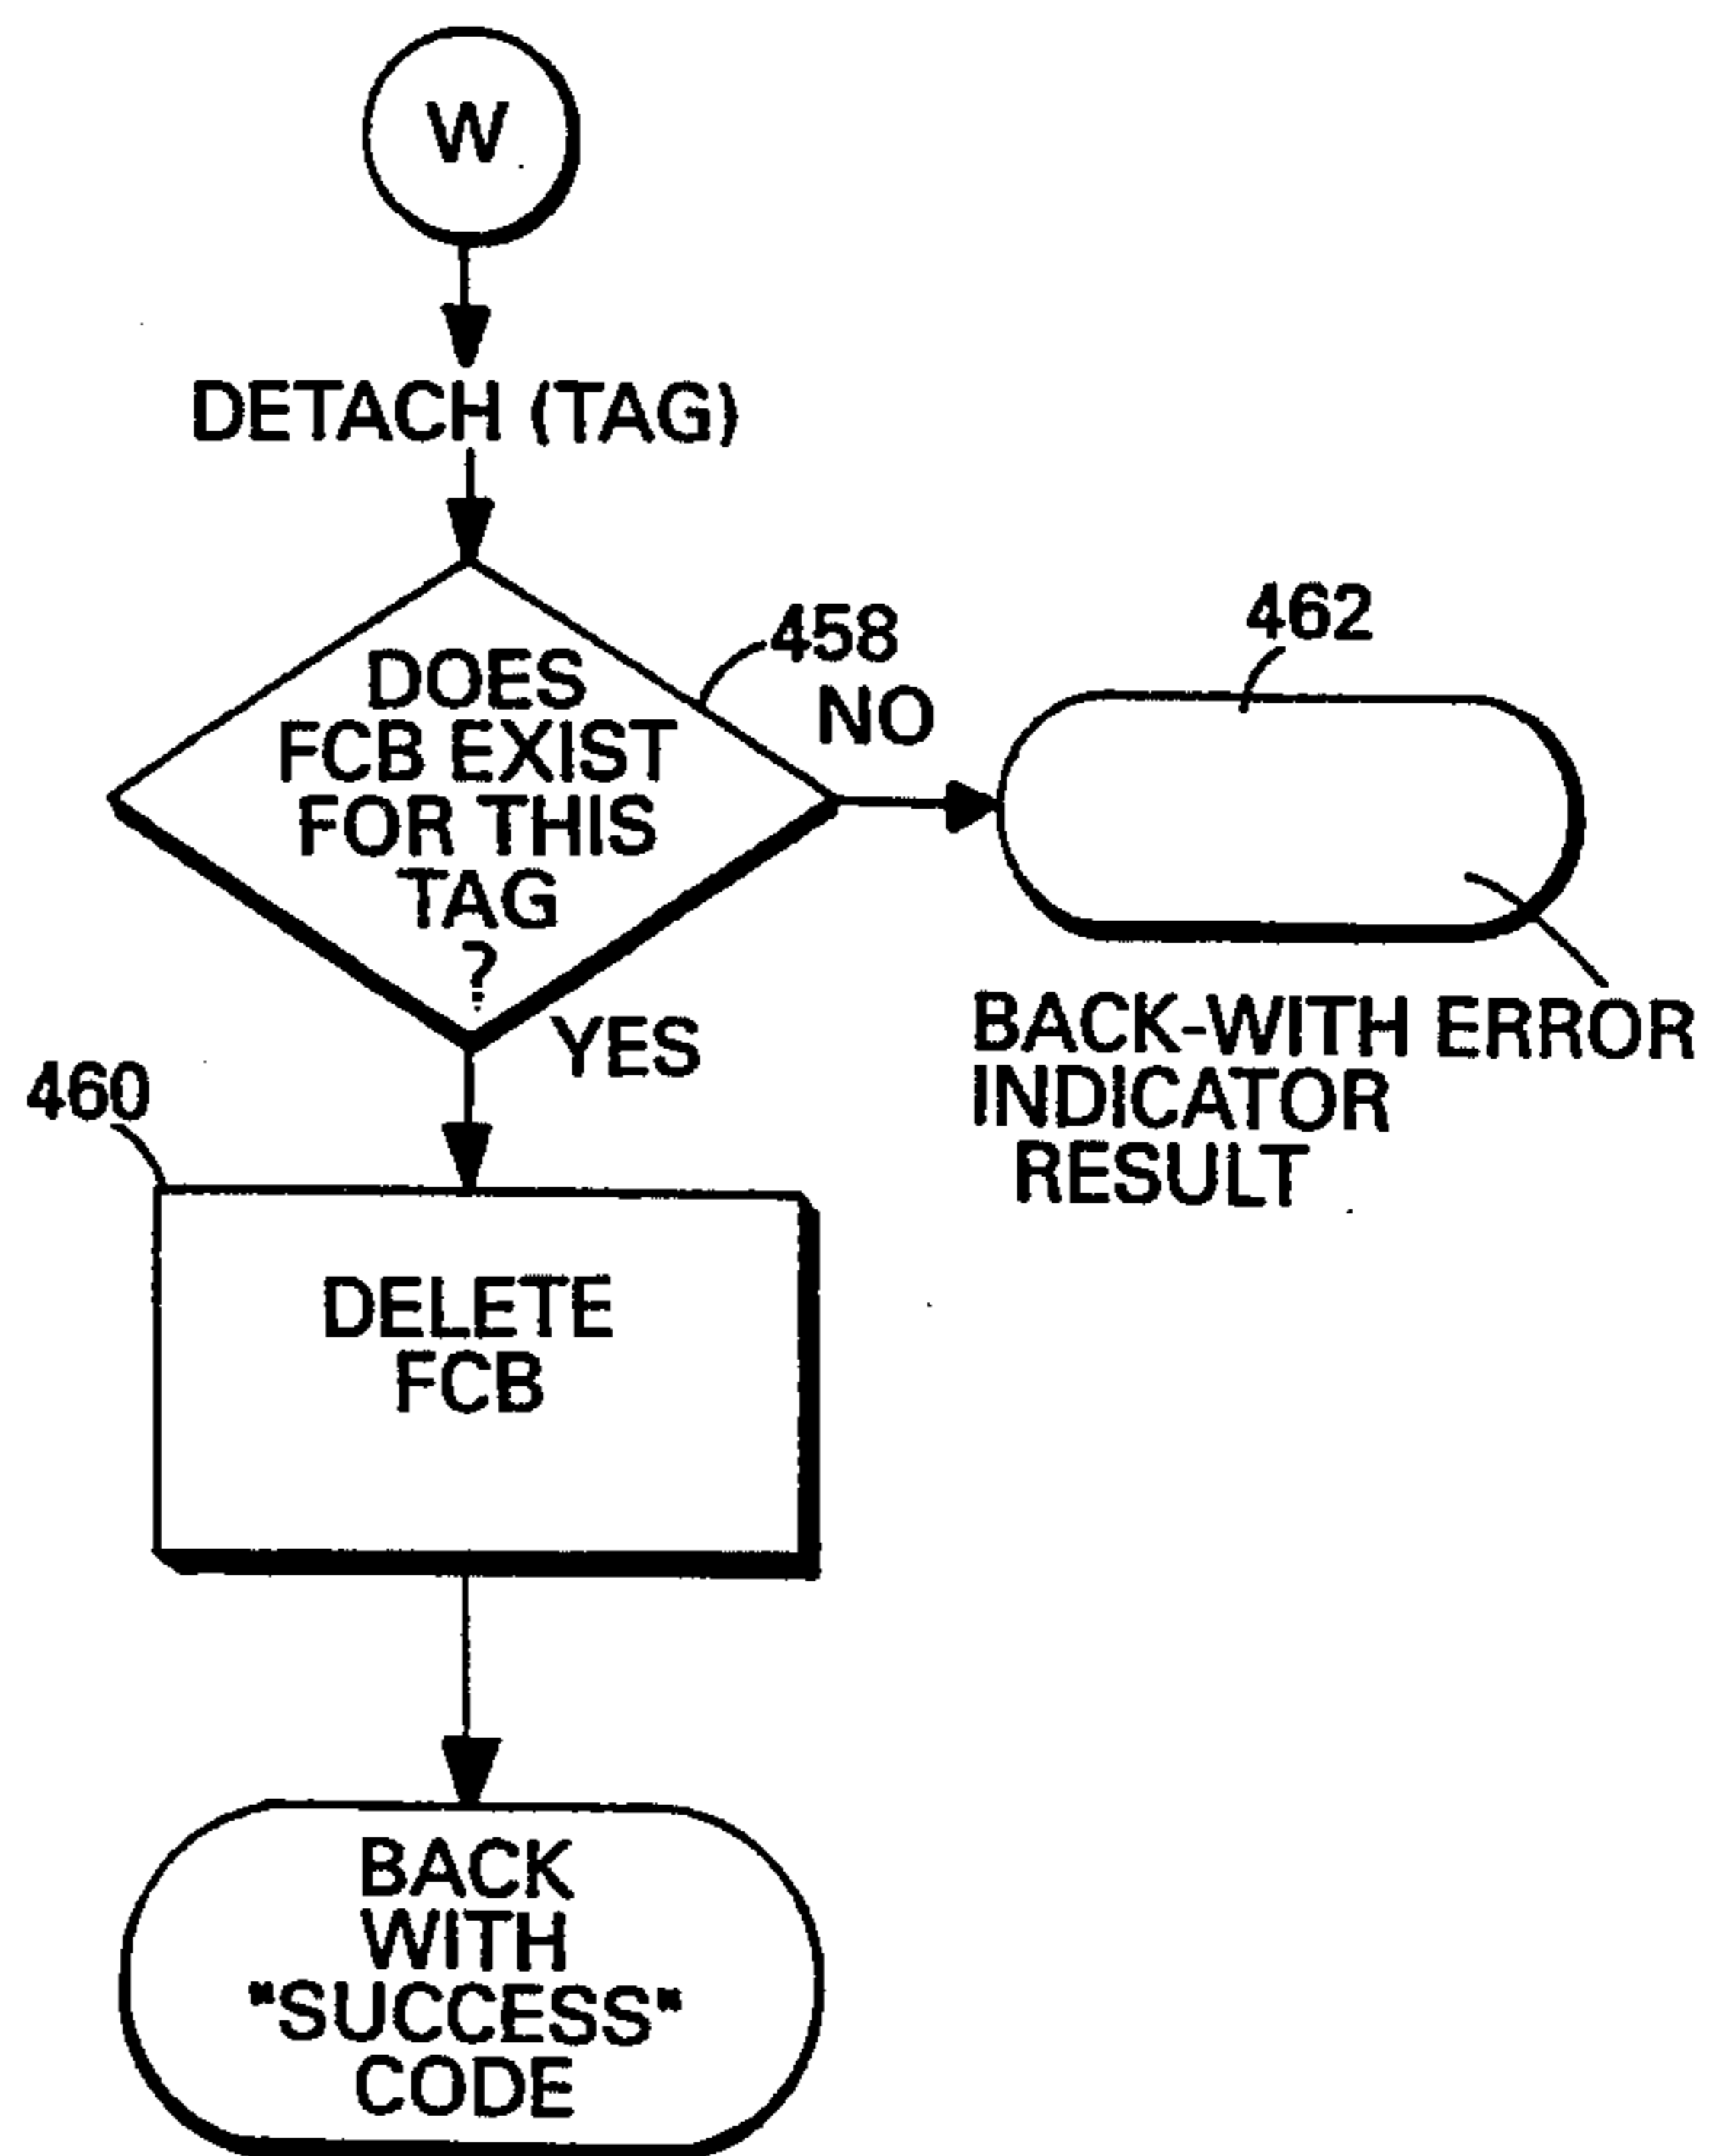 W
DETACH (TAG)
458
DOES
FCB EXIST
FOR THIS
TAG
?
NO
462
BACK-WITH ERROR
INDICATOR
RESULT
YES
460
DELETE
FCB
BACK
WITH
"SUCCESS"
CODE